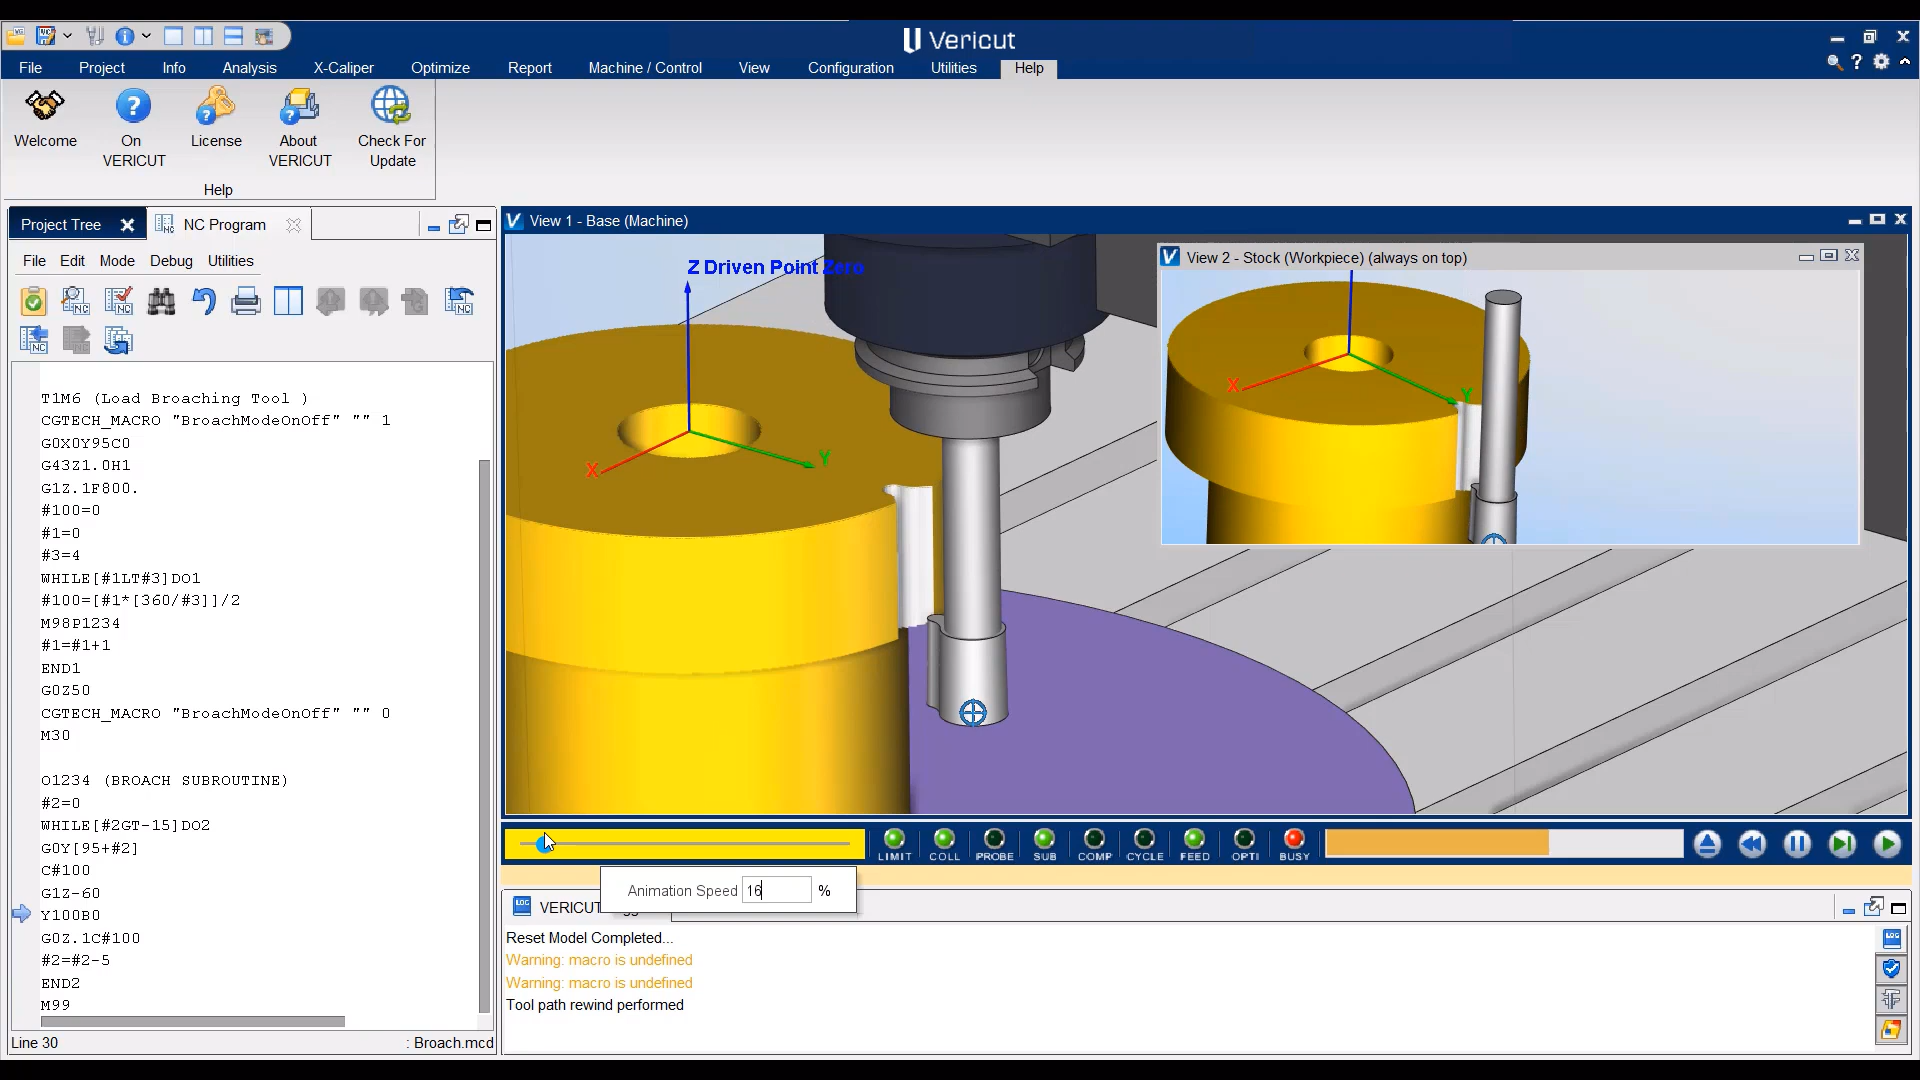 Vericut
File Project Info Analysis X-Caliper Optimize Report Machine / Control View Configuration Utilities Help
Welcome On VERICUT License About VERICUT Check For Update
Help
Project Tree NC Program
File Edit Mode Debug Utilities
T1M6 (Load Broaching Tool )
CGTECH_MACRO "BroachModeOnOff" "" 1
G0X0Y95C0
G43Z1.0H1
G1Z.1F800.
#100=0
#1=0
#3=4
WHILE[#1LT#3]DO1
#100=[#1*[360/#3]]/2
M98P1234
#1=#1+1
END1
G0Z50
CGTECH_MACRO "BroachModeOnOff" "" 0
M30
O1234 (BROACH SUBROUTINE)
#2=0
WHILE[#2GT-15]DO2
G0Y[95+#2]
C#100
G1Z-60
Y100B0
G0Z.1C#100
#2=#2-5
END2
M99
Line 30 : Broach.mcd
View 1 - Base (Machine)
Z Driven Point Zero
X
Y
View 2 - Stock (Workpiece) (always on top)
X
Y
LIMIT COLL PROBE SUB COMP CYCLE FEED OPTI BUSY
Animation Speed 16 %
Reset Model Completed...
Warning: macro is undefined
Warning: macro is undefined
Tool path rewind performed